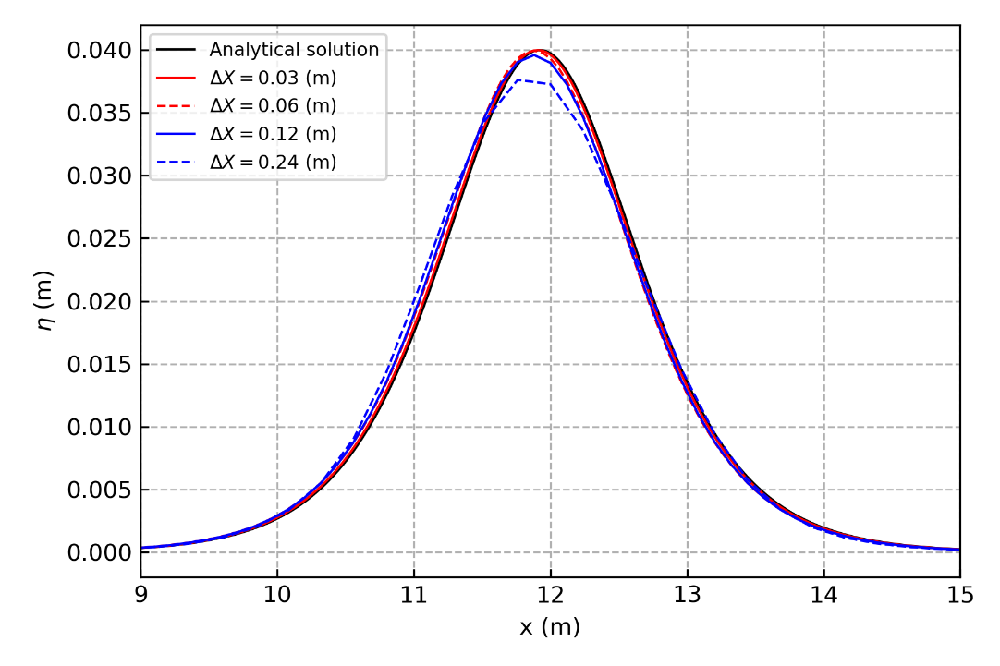 Analytical solution
ΔX = 0.03 (m)
ΔX = 0.06 (m)
ΔX = 0.12 (m)
ΔX = 0.24 (m)
0.040
0.035
0.030
0.025
0.020
0.015
0.010
0.005
0.000
η (m)
9 10 11 12 13 14 15
x (m)